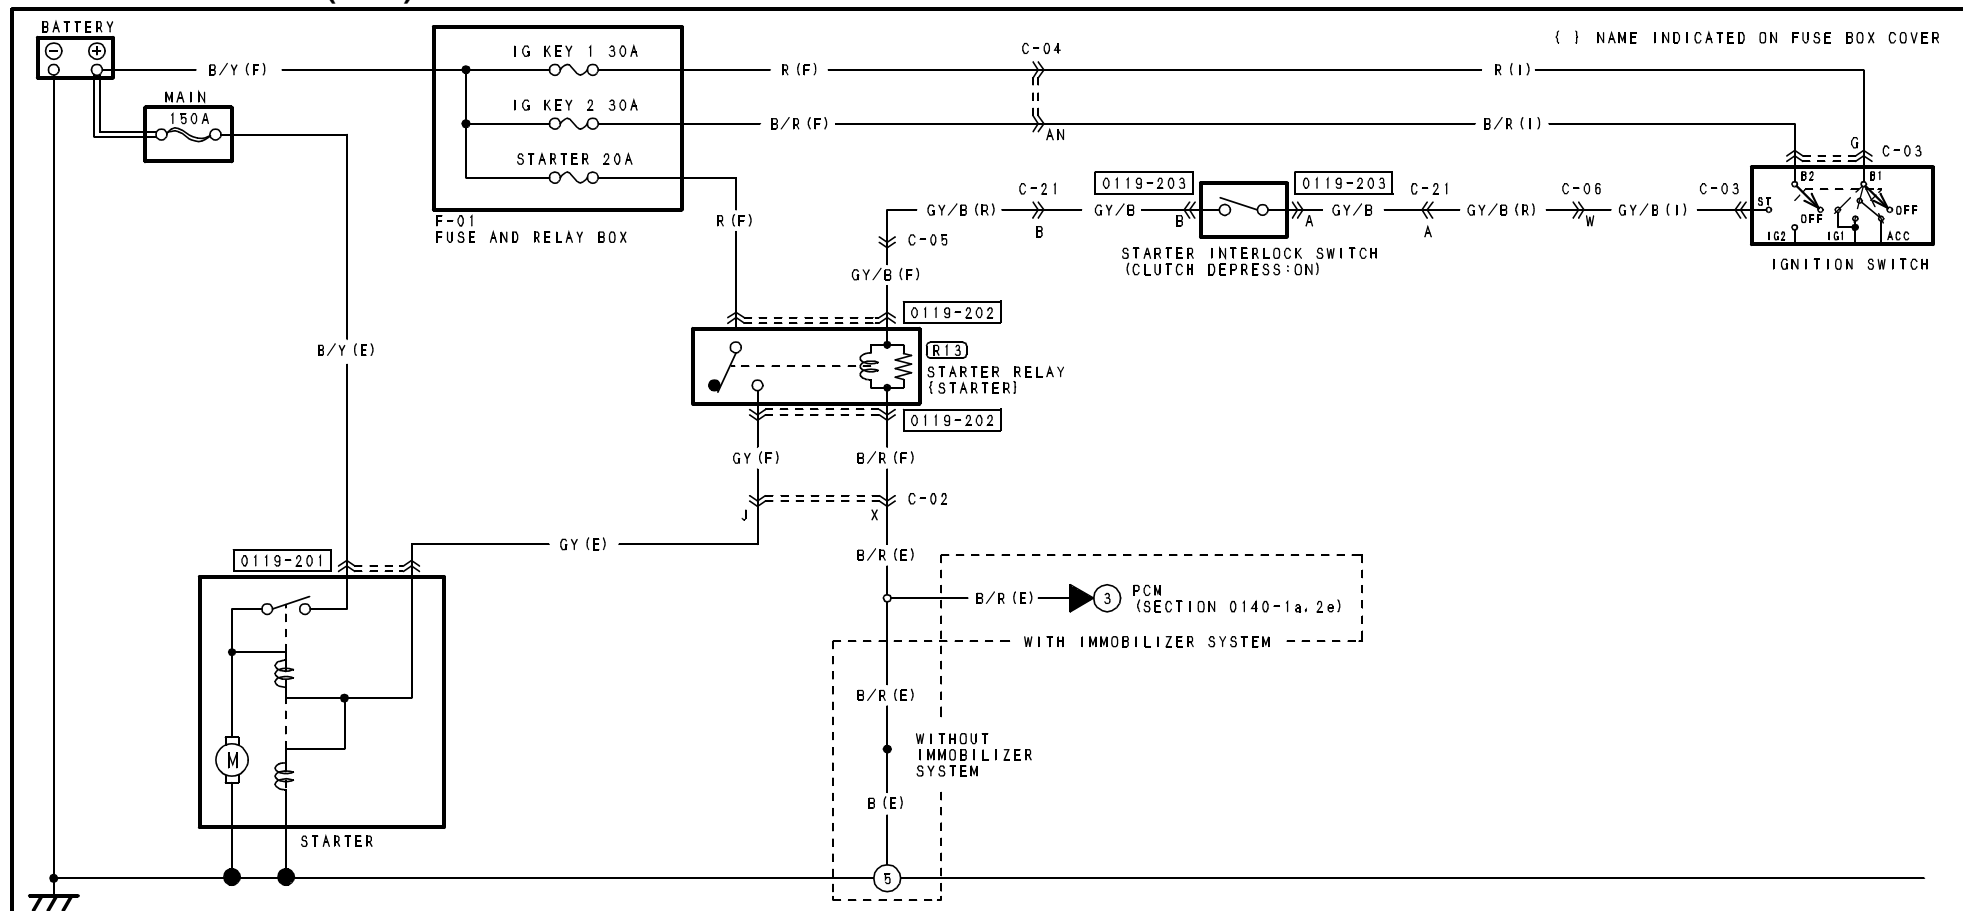 BATTERY
B/Y (F)
MAIN
150A
IG KEY 1 30A
IG KEY 2 30A
STARTER 20A
F-01
FUSE AND RELAY BOX
R (F)
B/R (F)
C-04
AN
{ } NAME INDICATED ON FUSE BOX COVER
R (I)
B/R (I)
G
C-03
B2
B1
ST
OFF
OFF
IG2
IG1
ACC
IGNITION SWITCH
R (F)
GY/B (R)
C-21
B
GY/B
0119-203
B
A
0119-203
GY/B
C-21
A
GY/B (R)
C-06
W
GY/B (I)
C-03
STARTER INTERLOCK SWITCH
(CLUTCH DEPRESS:ON)
C-05
GY/B (F)
0119-202
R13
STARTER RELAY
{STARTER}
0119-202
B/Y (E)
GY (F)
B/R (F)
C-02
J
X
GY (E)
B/R (E)
0119-201
B/R (E)
3
PCM
(SECTION 0140-1a, 2e)
WITH IMMOBILIZER SYSTEM
B/R (E)
WITHOUT
IMMOBILIZER
SYSTEM
B (E)
M
STARTER
5